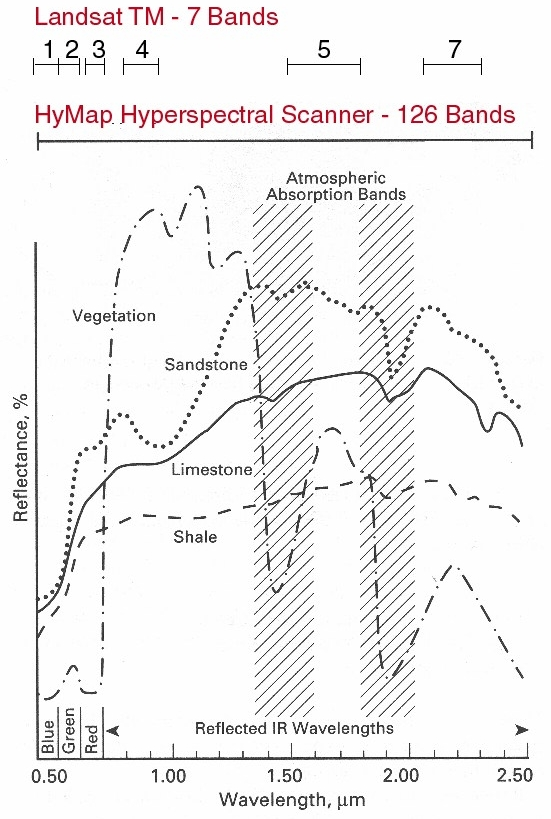 Landsat TM - 7 Bands
1 2 3 4 5 7
HyMap Hyperspectral Scanner - 126 Bands
Atmospheric
Absorption Bands
Vegetation
Sandstone
Limestone
Shale
Reflectance, %
Blue
Green
Red
Reflected IR Wavelengths
0.50 1.00 1.50 2.00 2.50
Wavelength, µm